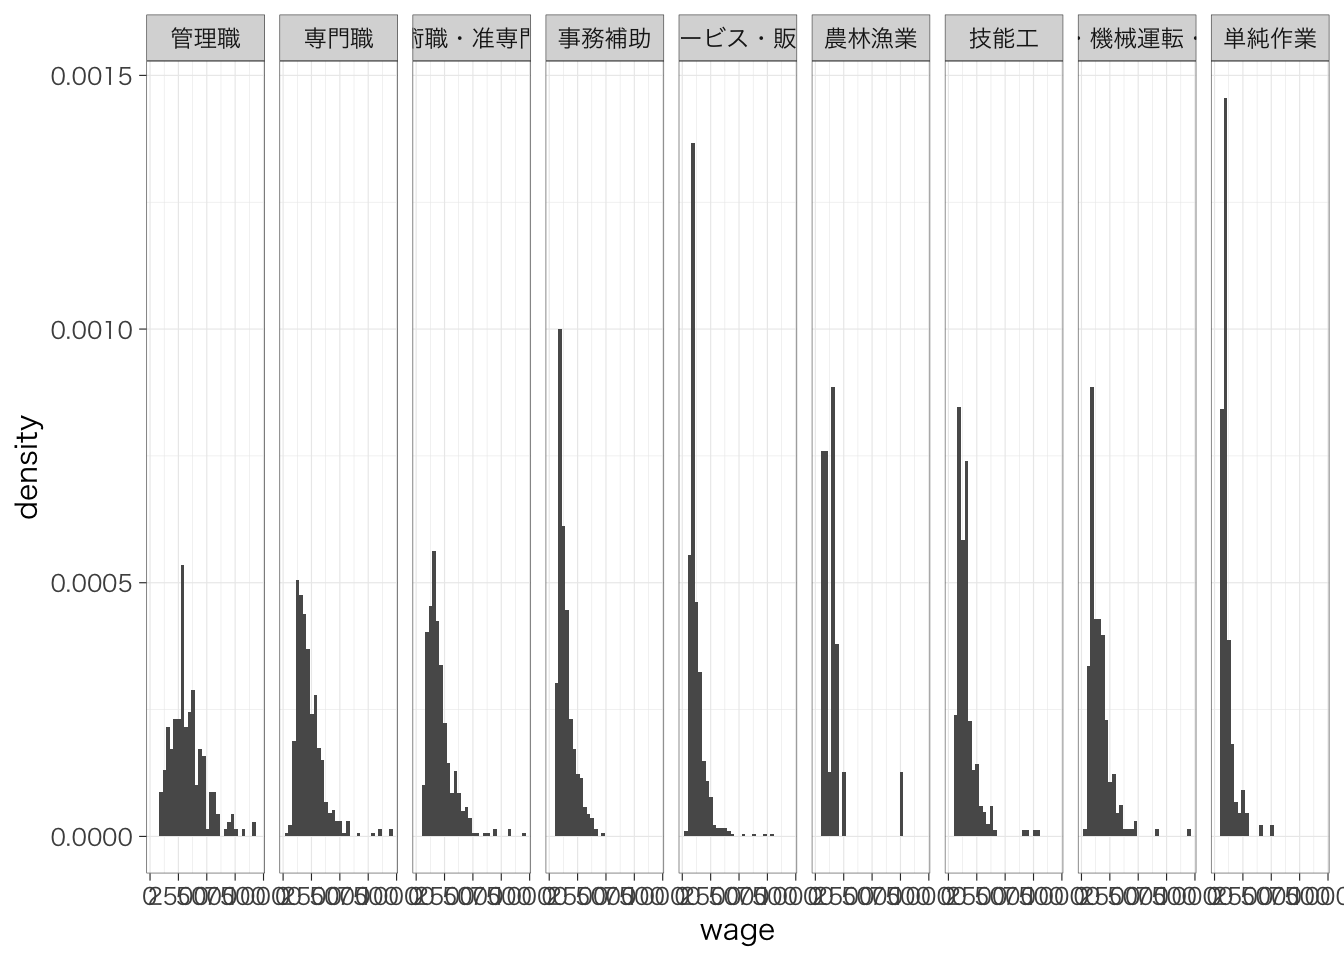 管理職
専門職
術職・准専門
事務補助
ービス・販
農林漁業
技能工
・機械運転・
単純作業
0.0015
0.0010
0.0005
0.0000
density
wage